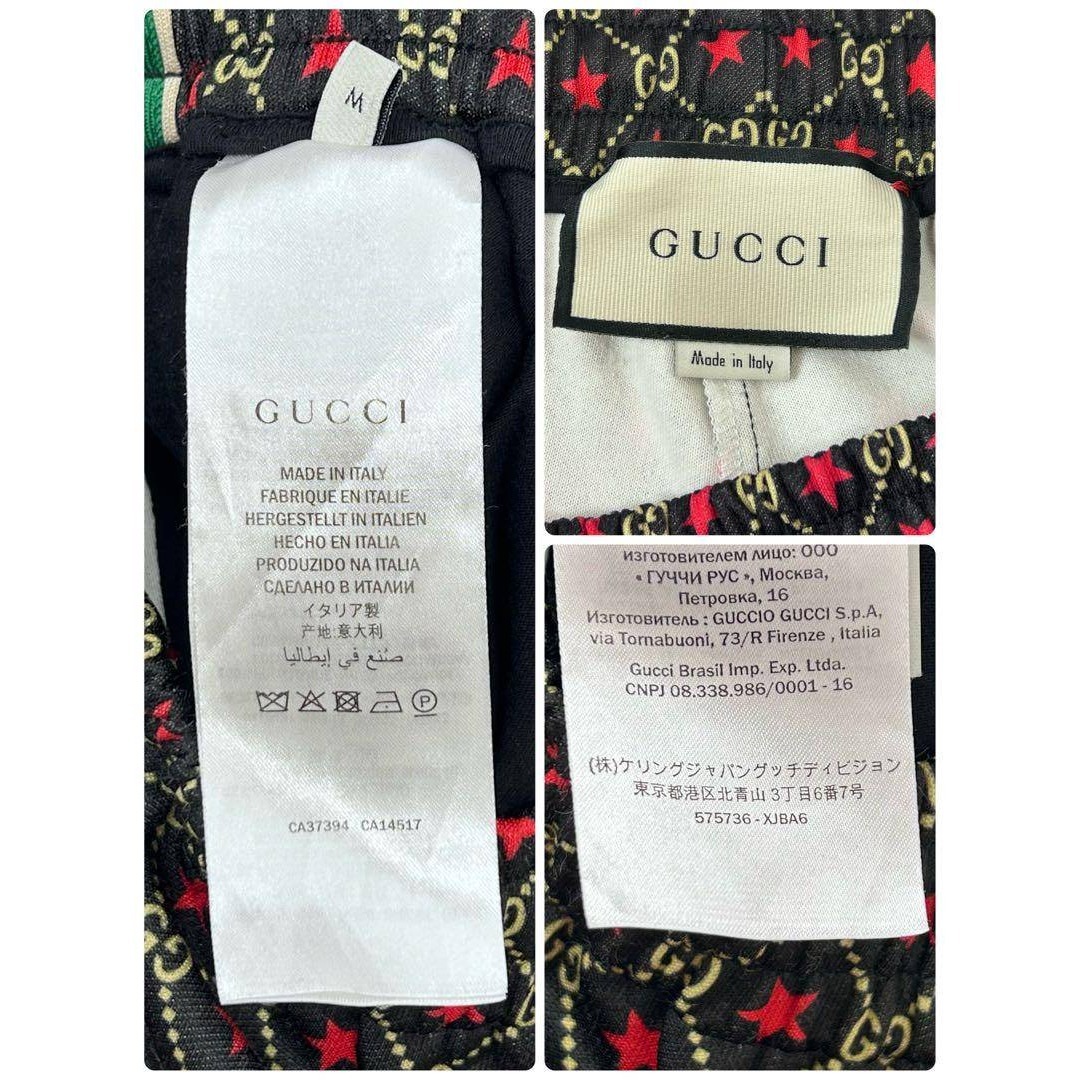 M
GUCCI
MADE IN ITALY
FABRIQUE EN ITALIE
HERGESTELLT IN ITALIEN
HECHO EN ITALIA
PRODUZIDO NA ITALIA
СДЕЛАНО В ИТАЛИИ
イタリア製
产地:意大利
صُنع في إيطاليا
CA37394 CA14517
GUCCI
Made in Italy
изготовителем лицо: ООО
« ГУЧЧИ РУС », Москва,
Петровка, 16
Изготовитель : GUCCIO GUCCI S.p.A,
via Tornabuoni, 73/R Firenze , Italia
Gucci Brasil Imp. Exp. Ltda.
CNPJ 08.338.986/0001 - 16
(株)ケリングジャパングッチディビジョン
東京都港区北青山3丁目6番7号
575736 - XJBA6